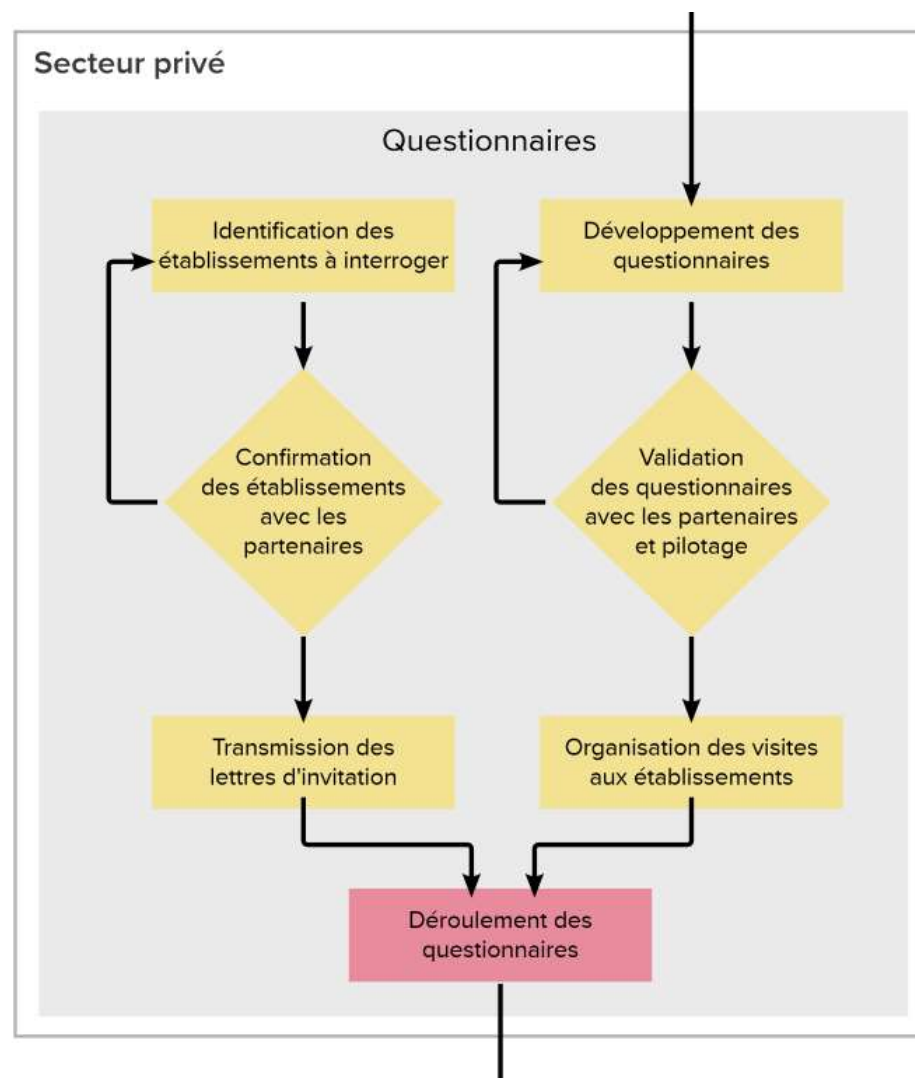 Secteur privé
Questionnaires
Identification des
établissements à interroger
Développement des
questionnaires
Confirmation
des établissements
avec les
partenaires
Validation
des questionnaires
avec les partenaires
et pilotage
Transmission des
lettres d'invitation
Organisation des visites
aux établissements
Déroulement des
questionnaires